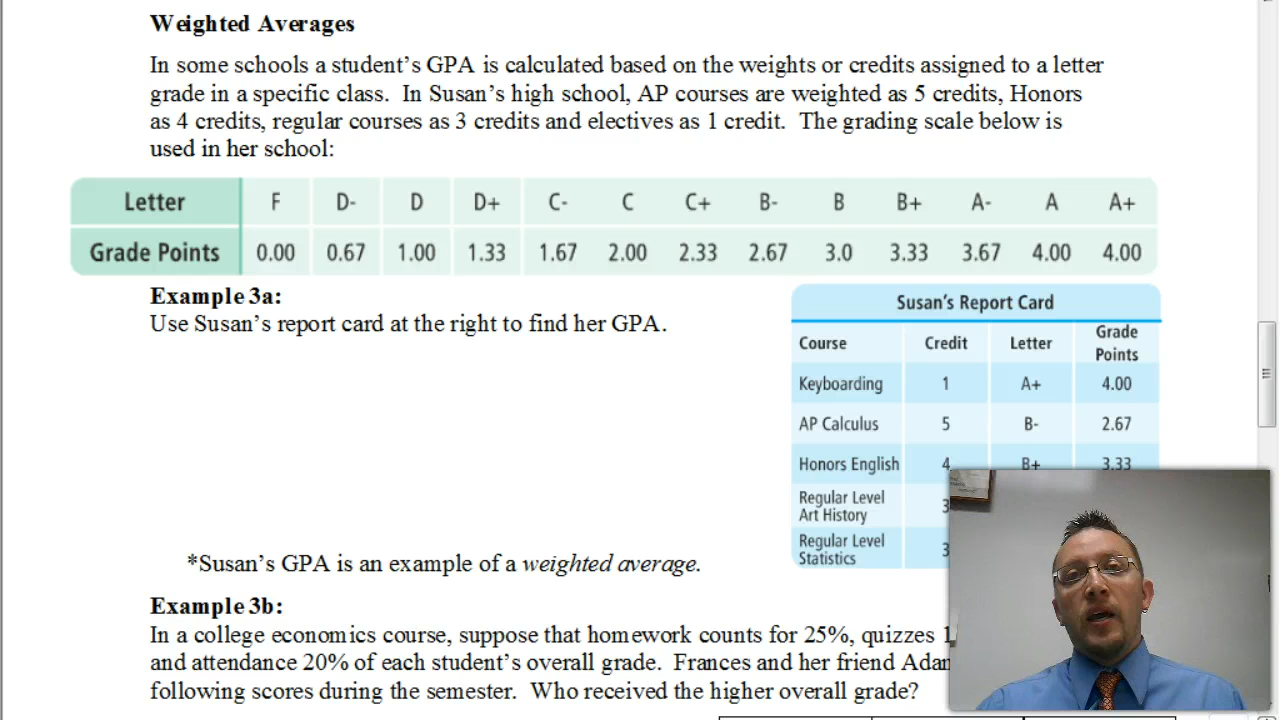 Weighted Averages
In some schools a student's GPA is calculated based on the weights or credits assigned to a letter
grade in a specific class. In Susan's high school, AP courses are weighted as 5 credits, Honors
as 4 credits, regular courses as 3 credits and electives as 1 credit. The grading scale below is
used in her school:
Letter F D- D D+ C- C C+ B- B B+ A- A A+
Grade Points 0.00 0.67 1.00 1.33 1.67 2.00 2.33 2.67 3.0 3.33 3.67 4.00 4.00
Example 3a:
Use Susan's report card at the right to find her GPA.
Susan's Report Card
Course Credit Letter Grade Points
Keyboarding 1 A+ 4.00
AP Calculus 5 B- 2.67
Honors English 4 B+ 3.33
Regular Level
Art History 3
Regular Level
Statistics 3
*Susan's GPA is an example of a weighted average.
Example 3b:
In a college economics course, suppose that homework counts for 25%, quizzes 1
and attendance 20% of each student's overall grade. Frances and her friend Adam
following scores during the semester. Who received the higher overall grade?